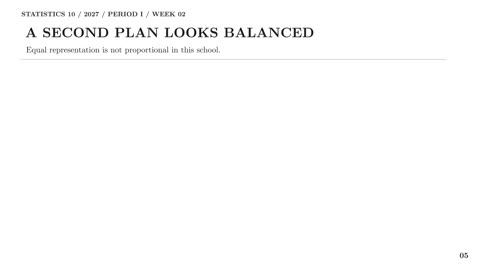 STATISTICS 10 / 2027 / PERIOD I / WEEK 02
A SECOND PLAN LOOKS BALANCED
Equal representation is not proportional in this school.
05